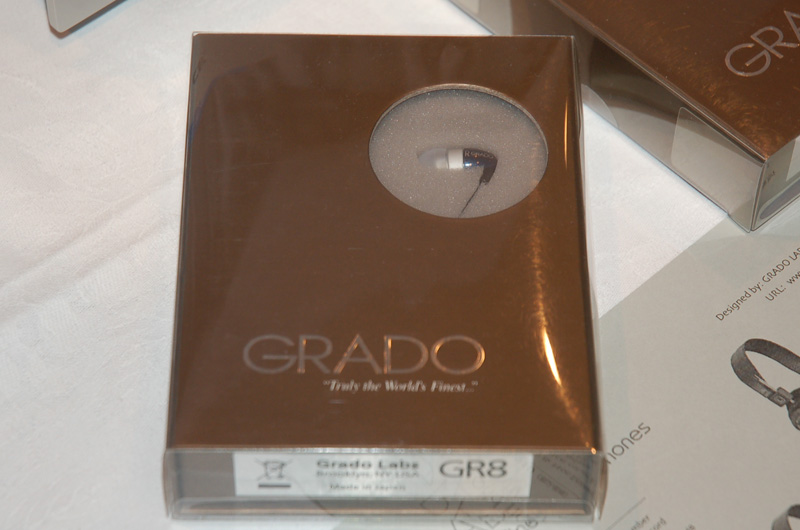 GRADO
"Truly the World's Finest..."
Grado Labs
Brooklyn, NY-USA
GR8
Made in Japan
GRA
Designed by: GRADO LA
URL: ww
ones